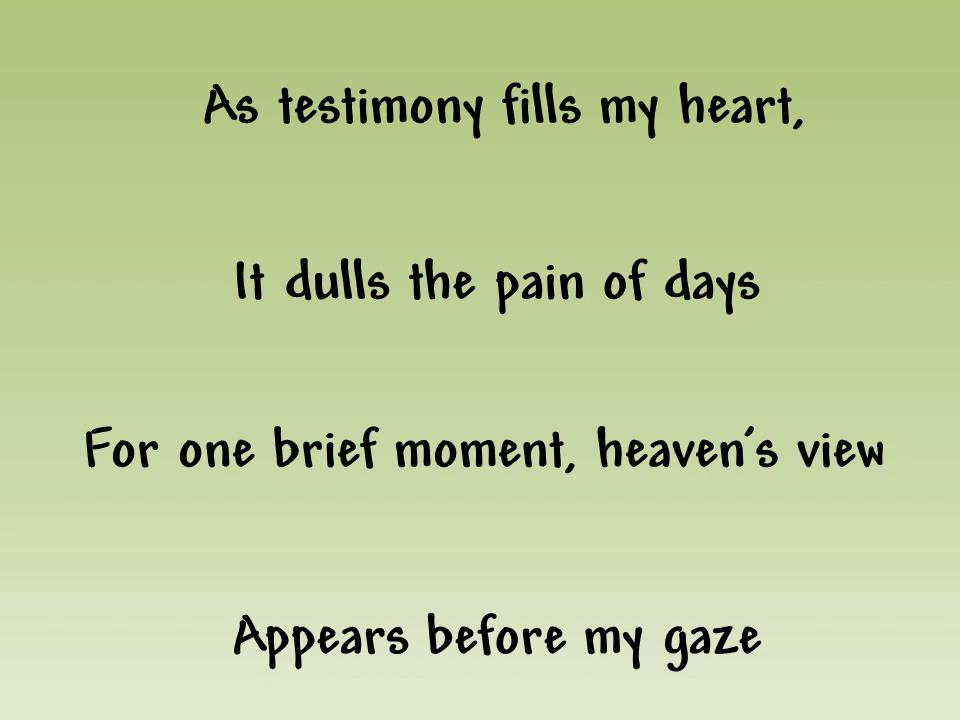 As testimony fills my heart,
It dulls the pain of days
For one brief moment, heaven's view
Appears before my gaze